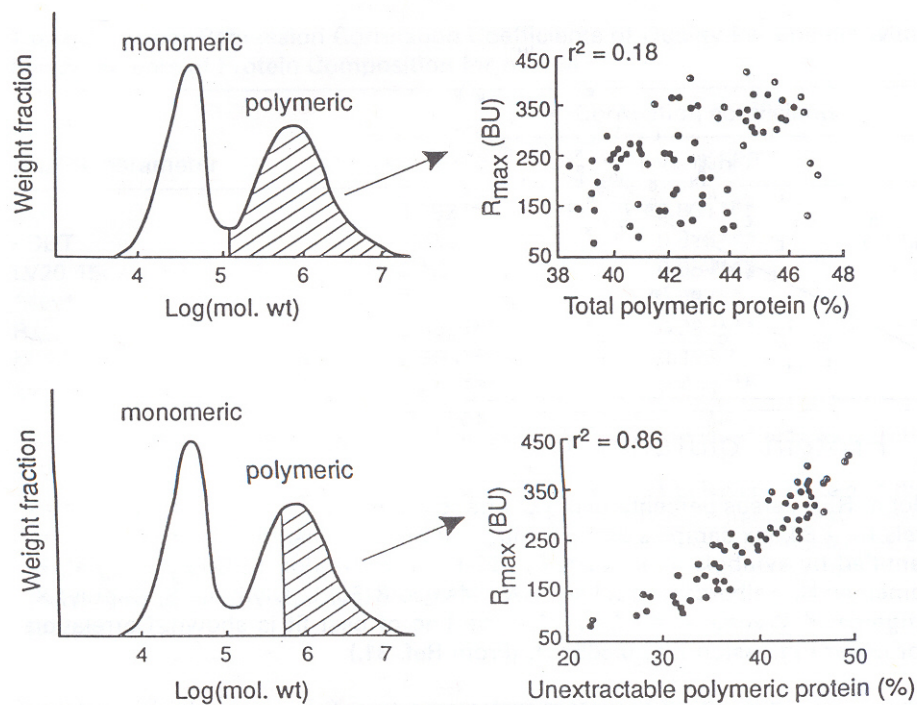 monomeric
polymeric
Weight fraction
4 5 6 7
Log(mol. wt)
r² = 0.18
450
350
250
150
50
Rmax (BU)
38 40 42 44 46 48
Total polymeric protein (%)
monomeric
polymeric
Weight fraction
4 5 6 7
Log(mol. wt)
r² = 0.86
450
350
250
150
50
Rmax (BU)
20 30 40 50
Unextractable polymeric protein (%)